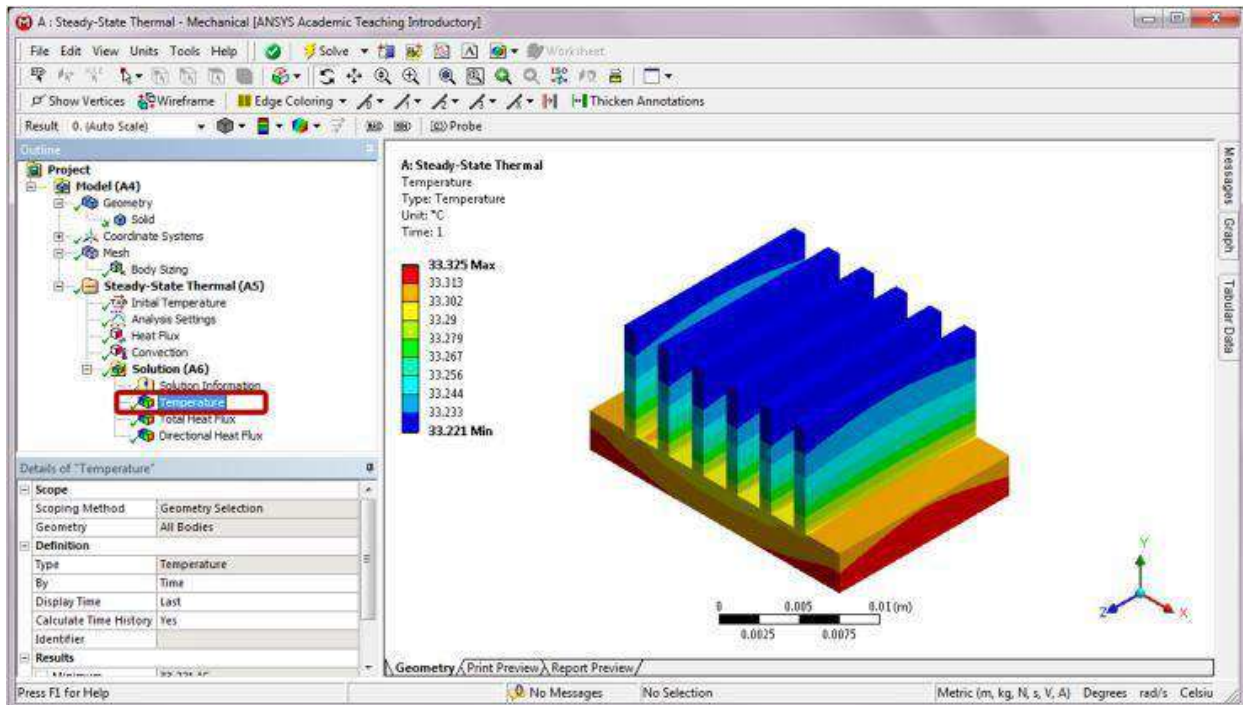 A : Steady-State Thermal - Mechanical [ANSYS Academic Teaching Introductory]
File Edit View Units Tools Help Solve Worksheet
Show Vertices Wireframe Edge Coloring Thicken Annotations
Result 0. (Auto Scale) Probe
Outline
Project
Model (A4)
Geometry
Solid
Coordinate Systems
Mesh
Body Sizing
Steady-State Thermal (A5)
Initial Temperature
Analysis Settings
Heat Flux
Convection
Solution (A6)
Solution Information
Temperature
Total Heat Flux
Directional Heat Flux
Details of "Temperature"
Scope
Scoping Method Geometry Selection
Geometry All Bodies
Definition
Type Temperature
By Time
Display Time Last
Calculate Time History Yes
Identifier
Results
A: Steady-State Thermal
Temperature
Type: Temperature
Unit: °C
Time: 1
33.325 Max
33.313
33.302
33.29
33.279
33.267
33.256
33.244
33.233
33.221 Min
0 0.005 0.01 (m)
0.0025 0.0075
Y
Z X
Geometry Print Preview Report Preview
Messages
Graph
Tabular Data
Press F1 for Help No Messages No Selection Metric (m, kg, N, s, V, A) Degrees rad/s Celsiu